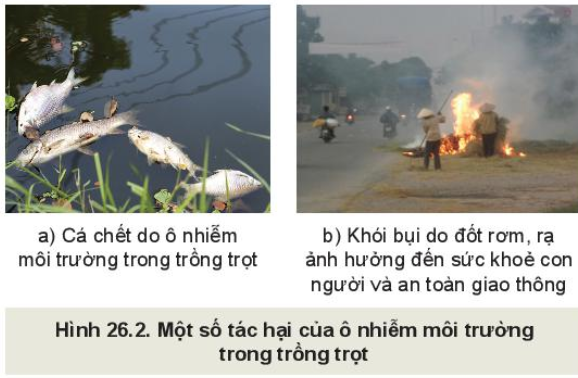 a) Cá chết do ô nhiễm
môi trường trong trồng trọt
b) Khói bụi do đốt rơm, rạ
ảnh hưởng đến sức khoẻ con
người và an toàn giao thông
Hình 26.2. Một số tác hại của ô nhiễm môi trường
trong trồng trọt